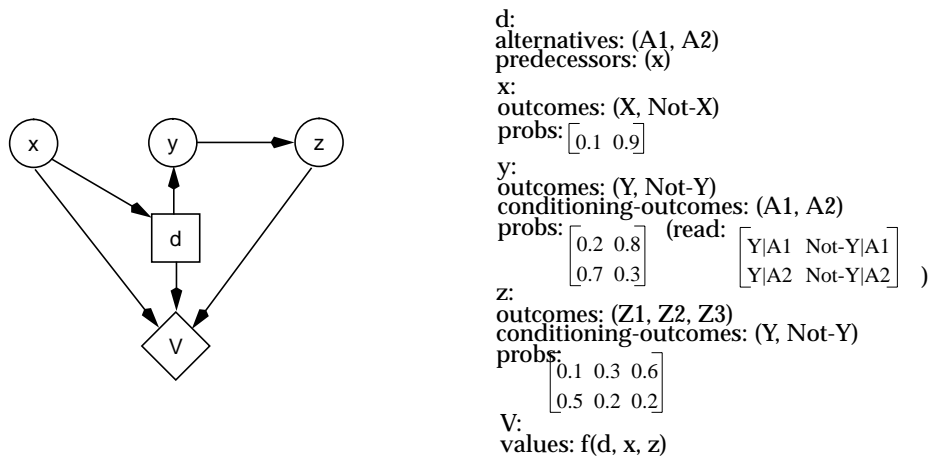 x
y
z
d
V
d:
alternatives: (A1, A2)
predecessors: (x)
x:
outcomes: (X, Not-X)
probs: [0.1 0.9]
y:
outcomes: (Y, Not-Y)
conditioning-outcomes: (A1, A2)
probs: [0.2 0.8 (read: [Y|A1 Not-Y|A1
0.7 0.3] Y|A2 Not-Y|A2] )
z:
outcomes: (Z1, Z2, Z3)
conditioning-outcomes: (Y, Not-Y)
probs: [0.1 0.3 0.6
0.5 0.2 0.2]
V:
values: f(d, x, z)